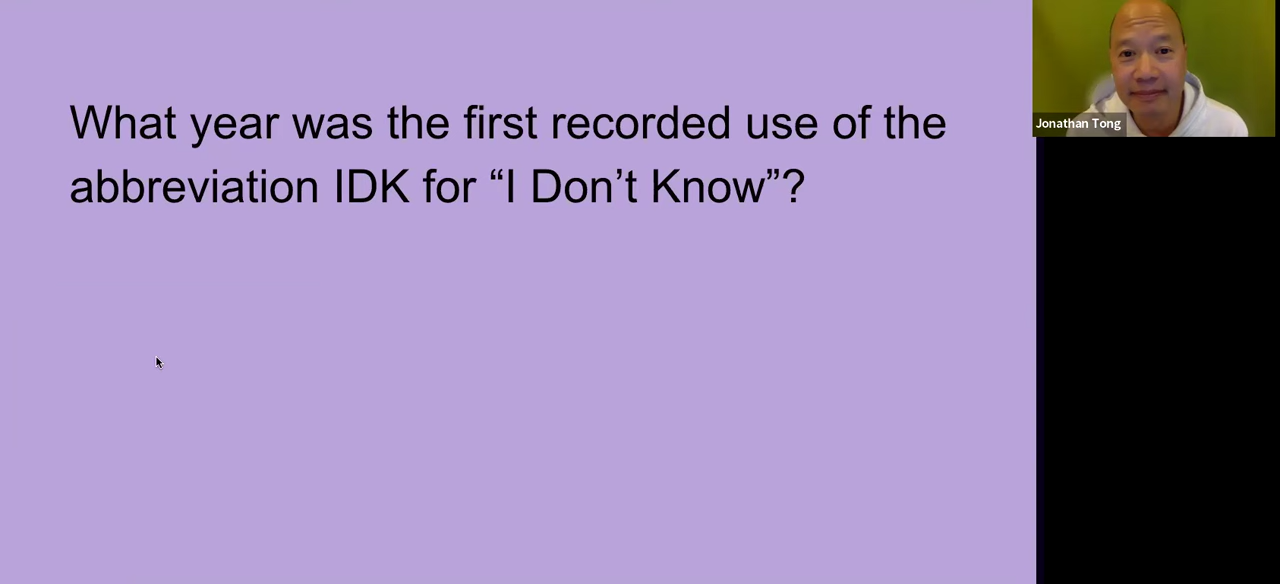 What year was the first recorded use of the
abbreviation IDK for “I Don’t Know”?
Jonathan Tong